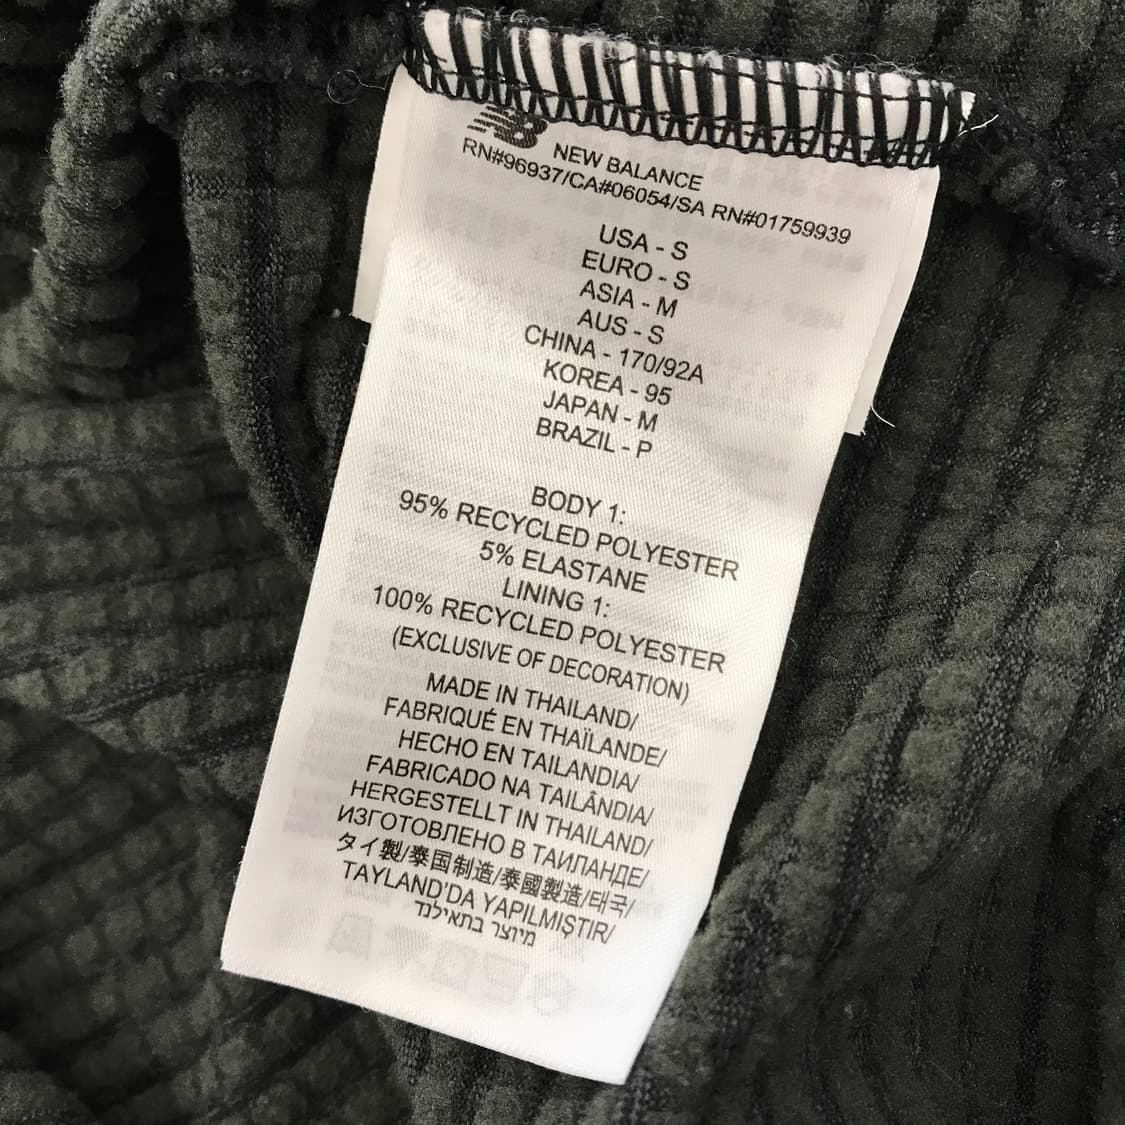 NB
NEW BALANCE
RN#96937/CA#06054/SA RN#01759939
USA - S
EURO - S
ASIA - M
AUS - S
CHINA - 170/92A
KOREA - 95
JAPAN - M
BRAZIL - P
BODY 1:
95% RECYCLED POLYESTER
5% ELASTANE
LINING 1:
100% RECYCLED POLYESTER
(EXCLUSIVE OF DECORATION)
MADE IN THAILAND/
FABRIQUÉ EN THAÏLANDE/
HECHO EN TAILANDIA/
FABRICADO NA TAILÂNDIA/
HERGESTELLT IN THAILAND/
ИЗГОТОВЛЕНО В ТАИЛАНДЕ/
タイ製/泰国制造/泰國製造/태국/
TAYLAND'DA YAPILMIŞTIR/
מיוצר בתאילנד